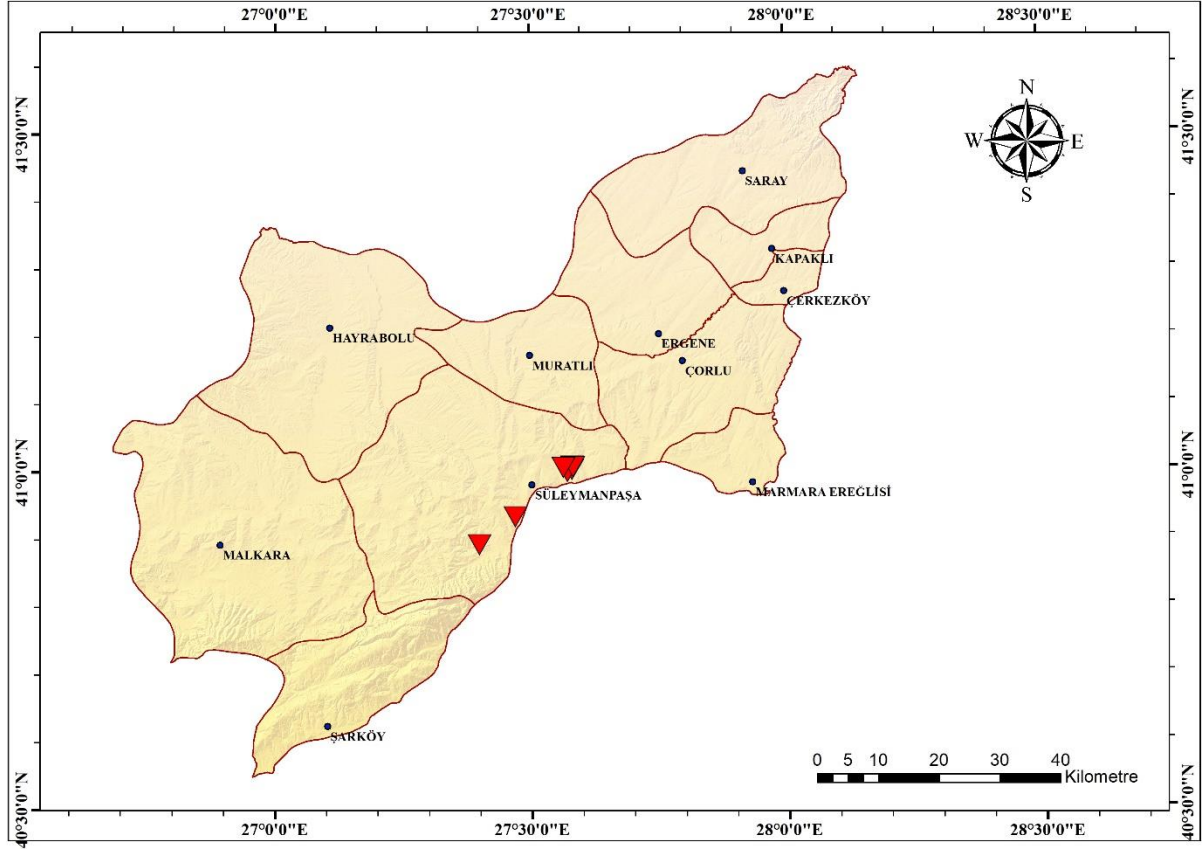 27°0'0"E 27°30'0"E 28°0'0"E 28°30'0"E
41°30'0"N 41°30'0"N
N
W E
S
SARAY
KAPAKLI
ÇERKEZKÖY
HAYRABOLU
ERGENE
MURATLI
ÇORLU
41°0'0"N 41°0'0"N
SÜLEYMANPAŞA
MARMARA EREĞLİSİ
MALKARA
ŞARKÖY
0 5 10 20 30 40
Kilometre
40°30'0"N 40°30'0"N
27°0'0"E 27°30'0"E 28°0'0"E 28°30'0"E